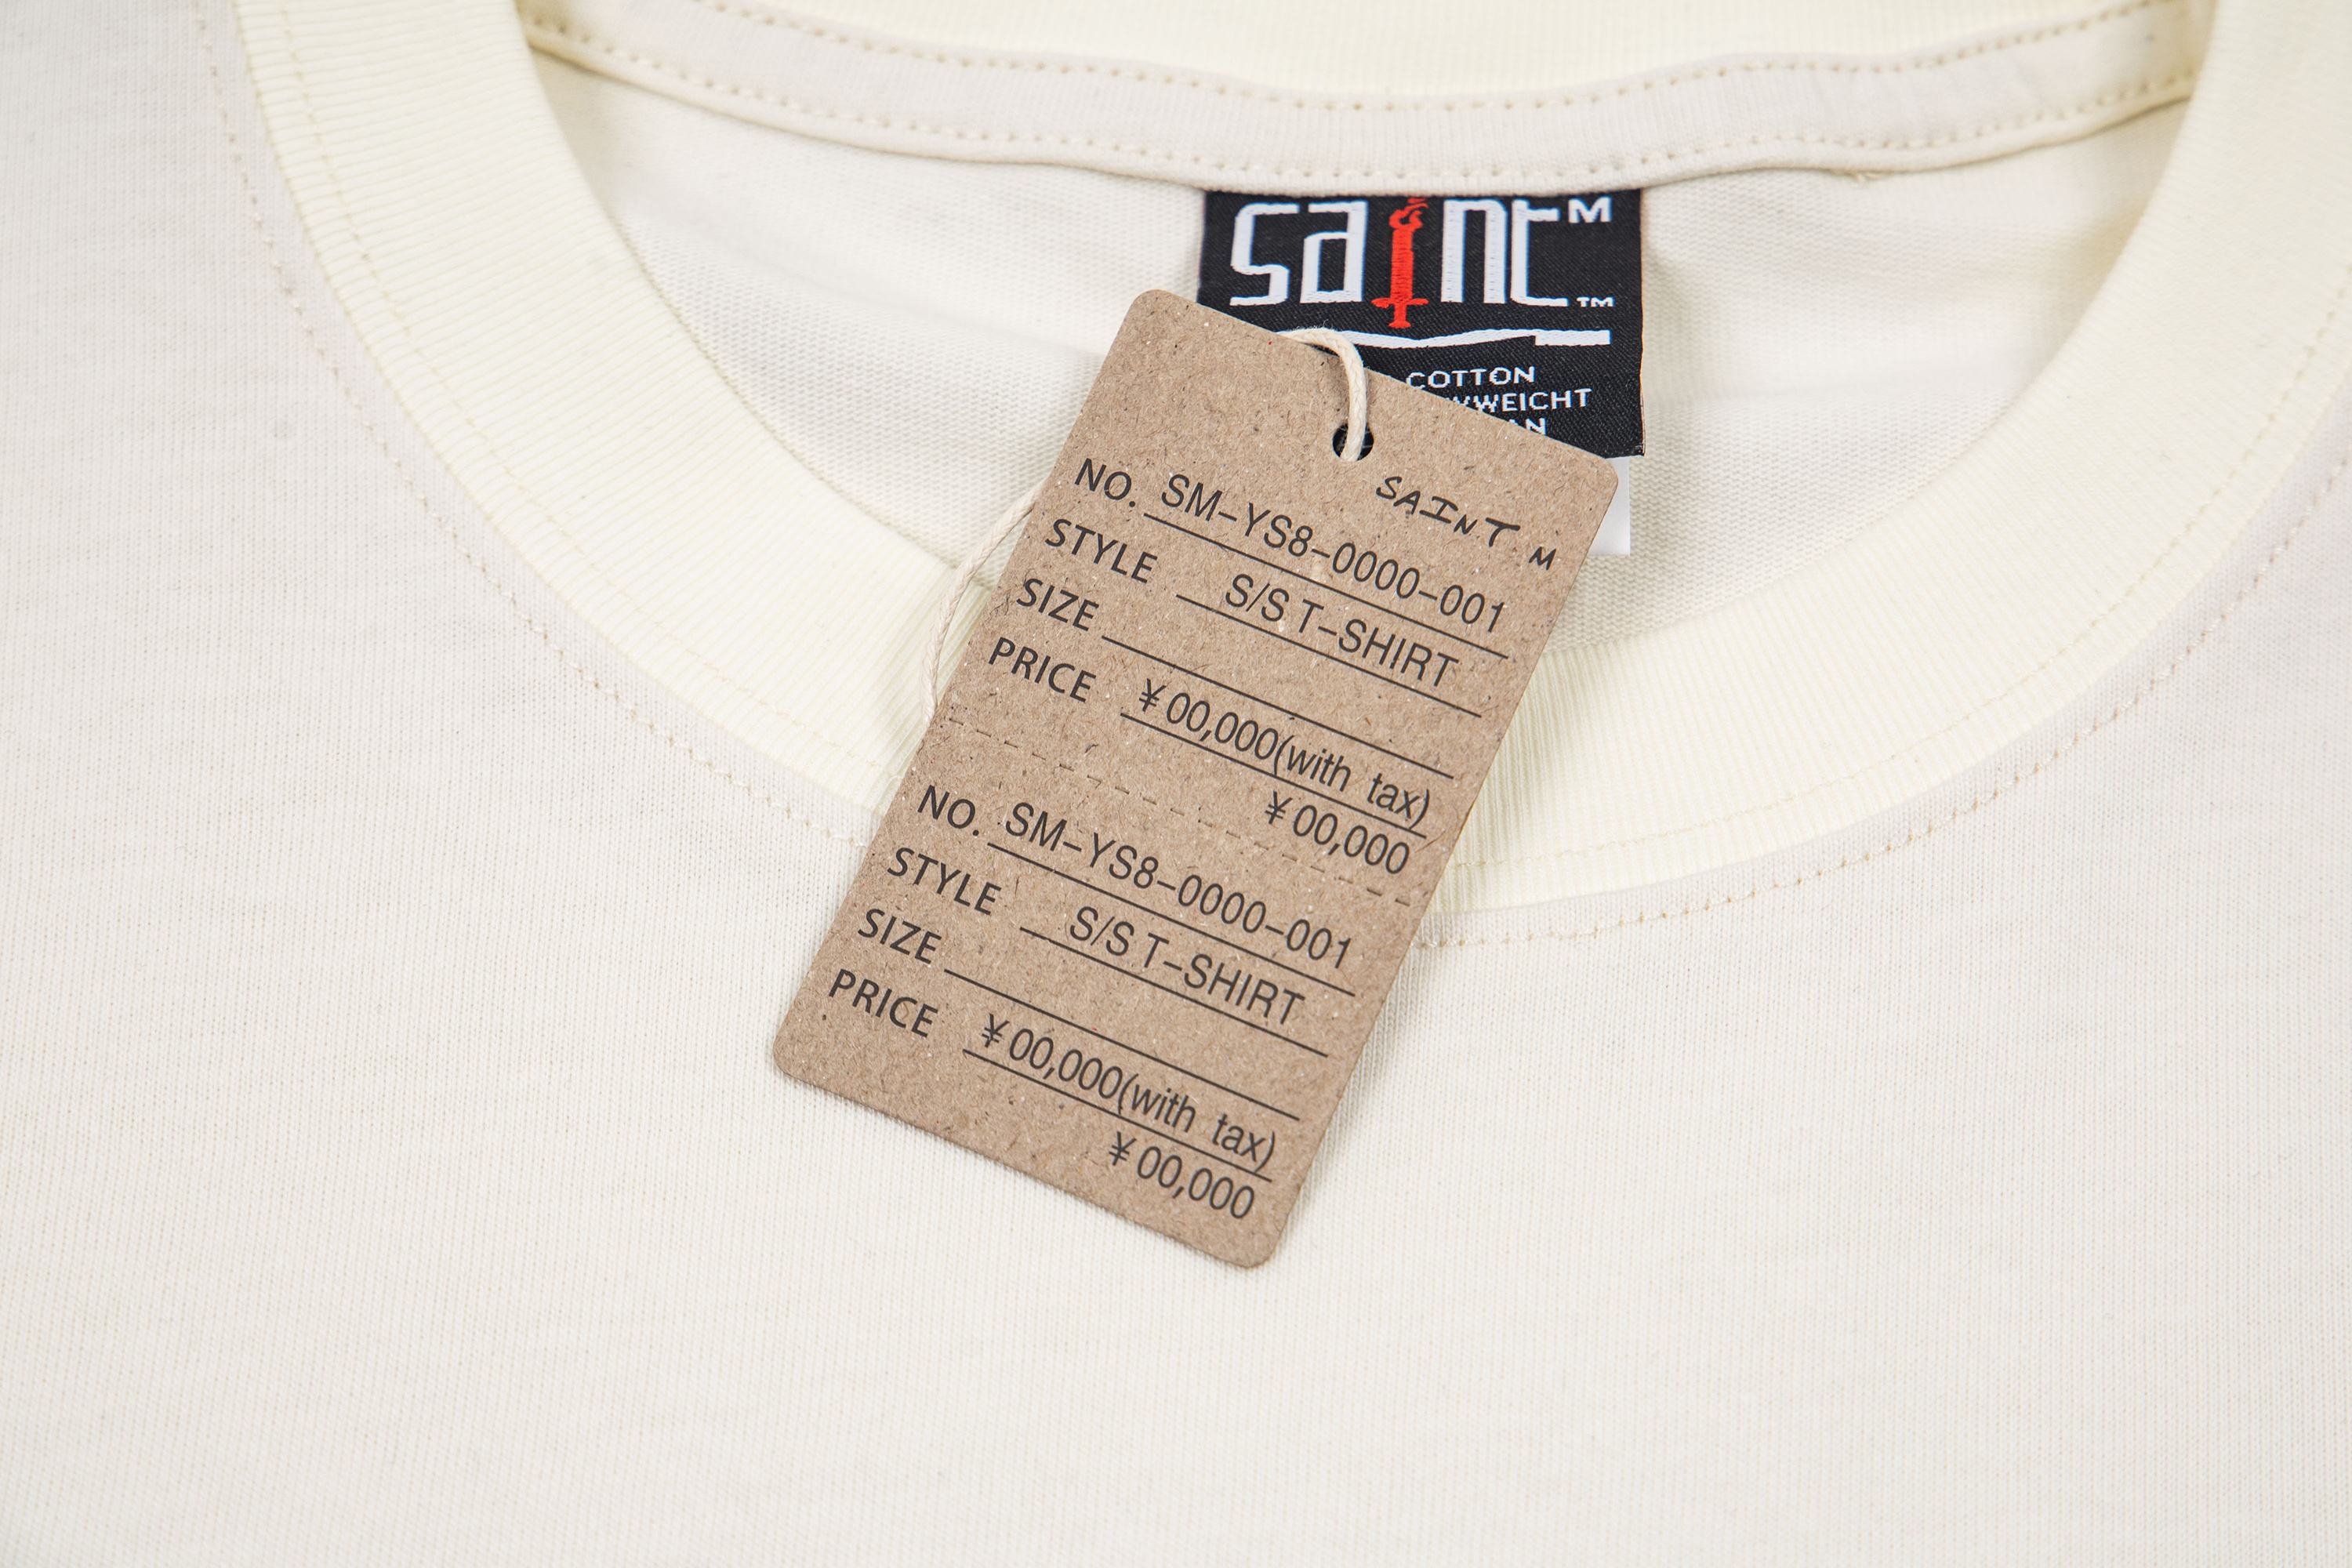 saint M
TM
COTTON
WEICHT
SAINT M
NO. SM-YS8-0000-001
STYLE S/S T-SHIRT
SIZE
PRICE ¥00,000(with tax)
¥00,000
NO. SM-YS8-0000-001
STYLE S/S T-SHIRT
SIZE
PRICE ¥00,000(with tax)
¥00,000